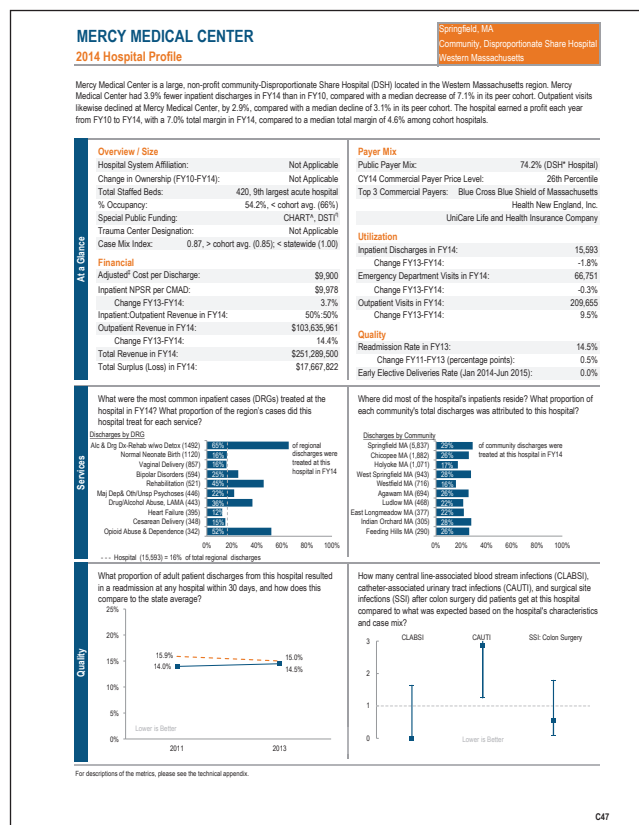 MERCY MEDICAL CENTER
2014 Hospital Profile
Springfield, MA
Community, Disproportionate Share Hospital
Western Massachusetts
Mercy Medical Center is a large, non-profit community-Disproportionate Share Hospital (DSH) located in the Western Massachusetts region. Mercy
Medical Center had 3.9% fewer inpatient discharges in FY14 than in FY10, compared with a median decrease of 7.1% in its peer cohort. Outpatient visits
likewise declined at Mercy Medical Center, by 2.9%, compared with a median decline of 3.1% in its peer cohort. The hospital earned a profit each year
from FY10 to FY14, with a 7.0% total margin in FY14, compared to a median total margin of 4.6% among cohort hospitals.
At a Glance
Overview / Size
Hospital System Affiliation: Not Applicable
Change in Ownership (FY10-FY14): Not Applicable
Total Staffed Beds: 420, 9th largest acute hospital
% Occupancy: 54.2%, < cohort avg. (66%)
Special Public Funding: CHART^, DSTI^η
Trauma Center Designation: Not Applicable
Case Mix Index: 0.87, > cohort avg. (0.85); < statewide (1.00)
Financial
Adjusted‡ Cost per Discharge: $9,900
Inpatient NPSR per CMAD: $9,978
Change FY13-FY14: 3.7%
Inpatient:Outpatient Revenue in FY14: 50%:50%
Outpatient Revenue in FY14: $103,635,961
Change FY13-FY14: 14.4%
Total Revenue in FY14: $251,289,500
Total Surplus (Loss) in FY14: $17,667,822
Payer Mix
Public Payer Mix: 74.2% (DSH* Hospital)
CY14 Commercial Payer Price Level: 26th Percentile
Top 3 Commercial Payers: Blue Cross Blue Shield of Massachusetts
Health New England, Inc.
UniCare Life and Health Insurance Company
Utilization
Inpatient Discharges in FY14: 15,593
Change FY13-FY14: -1.8%
Emergency Department Visits in FY14: 66,751
Change FY13-FY14: -0.3%
Outpatient Visits in FY14: 209,655
Change FY13-FY14: 9.5%
Quality
Readmission Rate in FY13: 14.5%
Change FY11-FY13 (percentage points): 0.5%
Early Elective Deliveries Rate (Jan 2014-Jun 2015): 0.0%
Services
What were the most common inpatient cases (DRGs) treated at the
hospital in FY14? What proportion of the region's cases did this
hospital treat for each service?
Discharges by DRG
Alc & Drg Dx-Rehab w/wo Detox (1492) 65%
Normal Neonate Birth (1120) 16%
Vaginal Delivery (857) 16%
Bipolar Disorders (594) 25%
Rehabilitation (521) 45%
Maj Dep& Oth/Unsp Psychoses (446) 22%
Drug/Alcohol Abuse, LAMA (443) 36%
Heart Failure (395) 12%
Cesarean Delivery (348) 15%
Opioid Abuse & Dependence (342) 52%
of regional
discharges were
treated at this
hospital in FY14
0% 20% 40% 60% 80% 100%
- - - Hospital (15,593) = 16% of total regional discharges
Where did most of the hospital's inpatients reside? What proportion of
each community's total discharges was attributed to this hospital?
Discharges by Community
Springfield MA (5,837) 29%
Chicopee MA (1,882) 26%
Holyoke MA (1,071) 17%
West Springfield MA (943) 28%
Westfield MA (716) 16%
Agawam MA (694) 26%
Ludlow MA (468) 22%
East Longmeadow MA (377) 22%
Indian Orchard MA (305) 28%
Feeding Hills MA (290) 26%
of community discharges were
treated at this hospital in FY14
0% 20% 40% 60% 80% 100%
Quality
What proportion of adult patient discharges from this hospital resulted
in a readmission at any hospital within 30 days, and how does this
compare to the state average?
25%
20%
15%
10%
5%
0%
15.9%
14.0%
15.0%
14.5%
Lower is Better
2011 2013
How many central line-associated blood stream infections (CLABSI),
catheter-associated urinary tract infections (CAUTI), and surgical site
infections (SSI) after colon surgery did patients get at this hospital
compared to what was expected based on the hospital's characteristics
and case mix?
CLABSI CAUTI SSI: Colon Surgery
3
2
1
0
Lower is Better
For descriptions of the metrics, please see the technical appendix.
C47